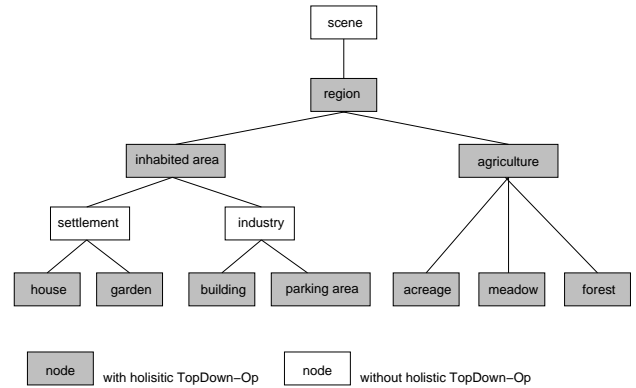 scene
region
inhabited area
agriculture
settlement
industry
house
garden
building
parking area
acreage
meadow
forest
node
with holisitic TopDown-Op
node
without holistic TopDown-Op